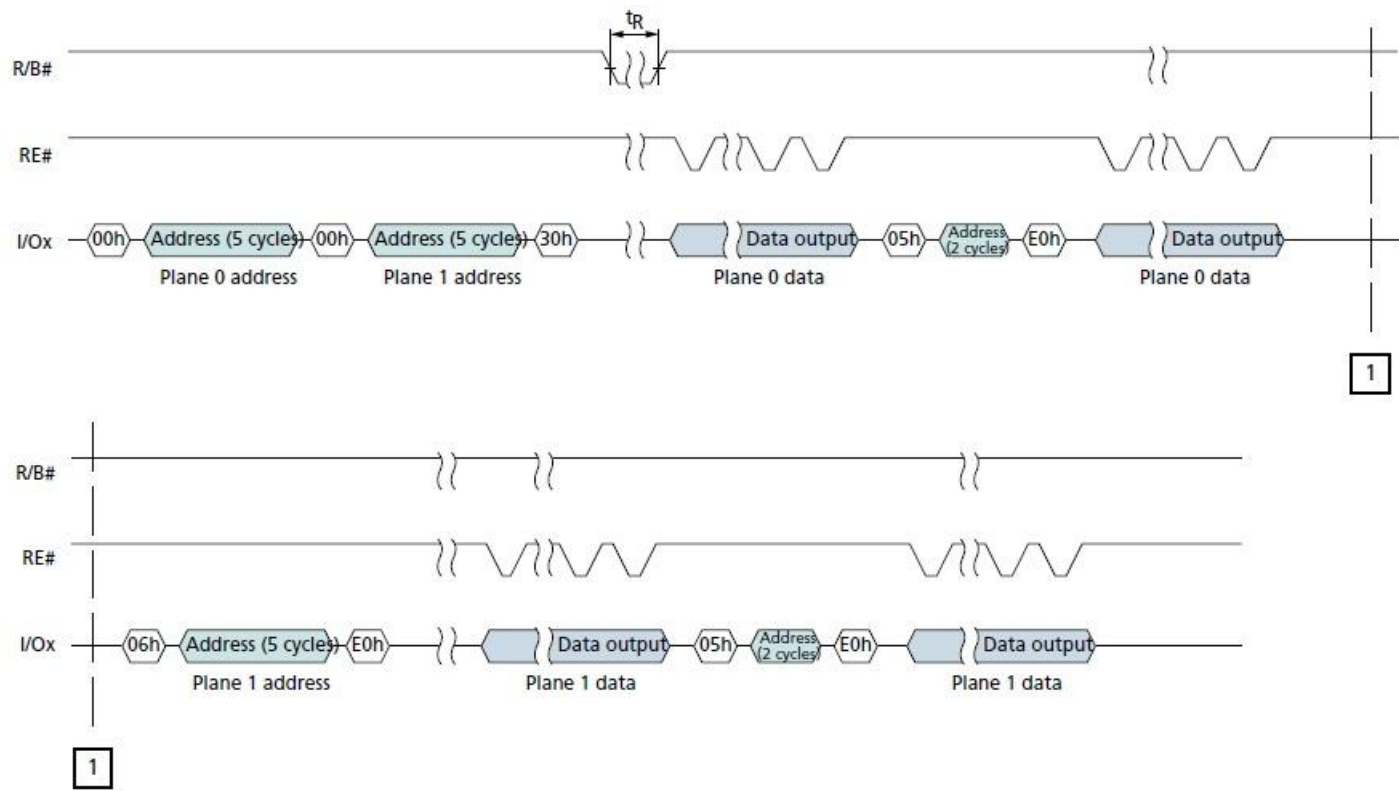 tR
R/B#
RE#
I/Ox 00h Address (5 cycles) 00h Address (5 cycles) 30h Data output 05h Address (2 cycles) E0h Data output
Plane 0 address Plane 1 address Plane 0 data Plane 0 data
1
R/B#
RE#
I/Ox 06h Address (5 cycles) E0h Data output 05h Address (2 cycles) E0h Data output
Plane 1 address Plane 1 data Plane 1 data
1